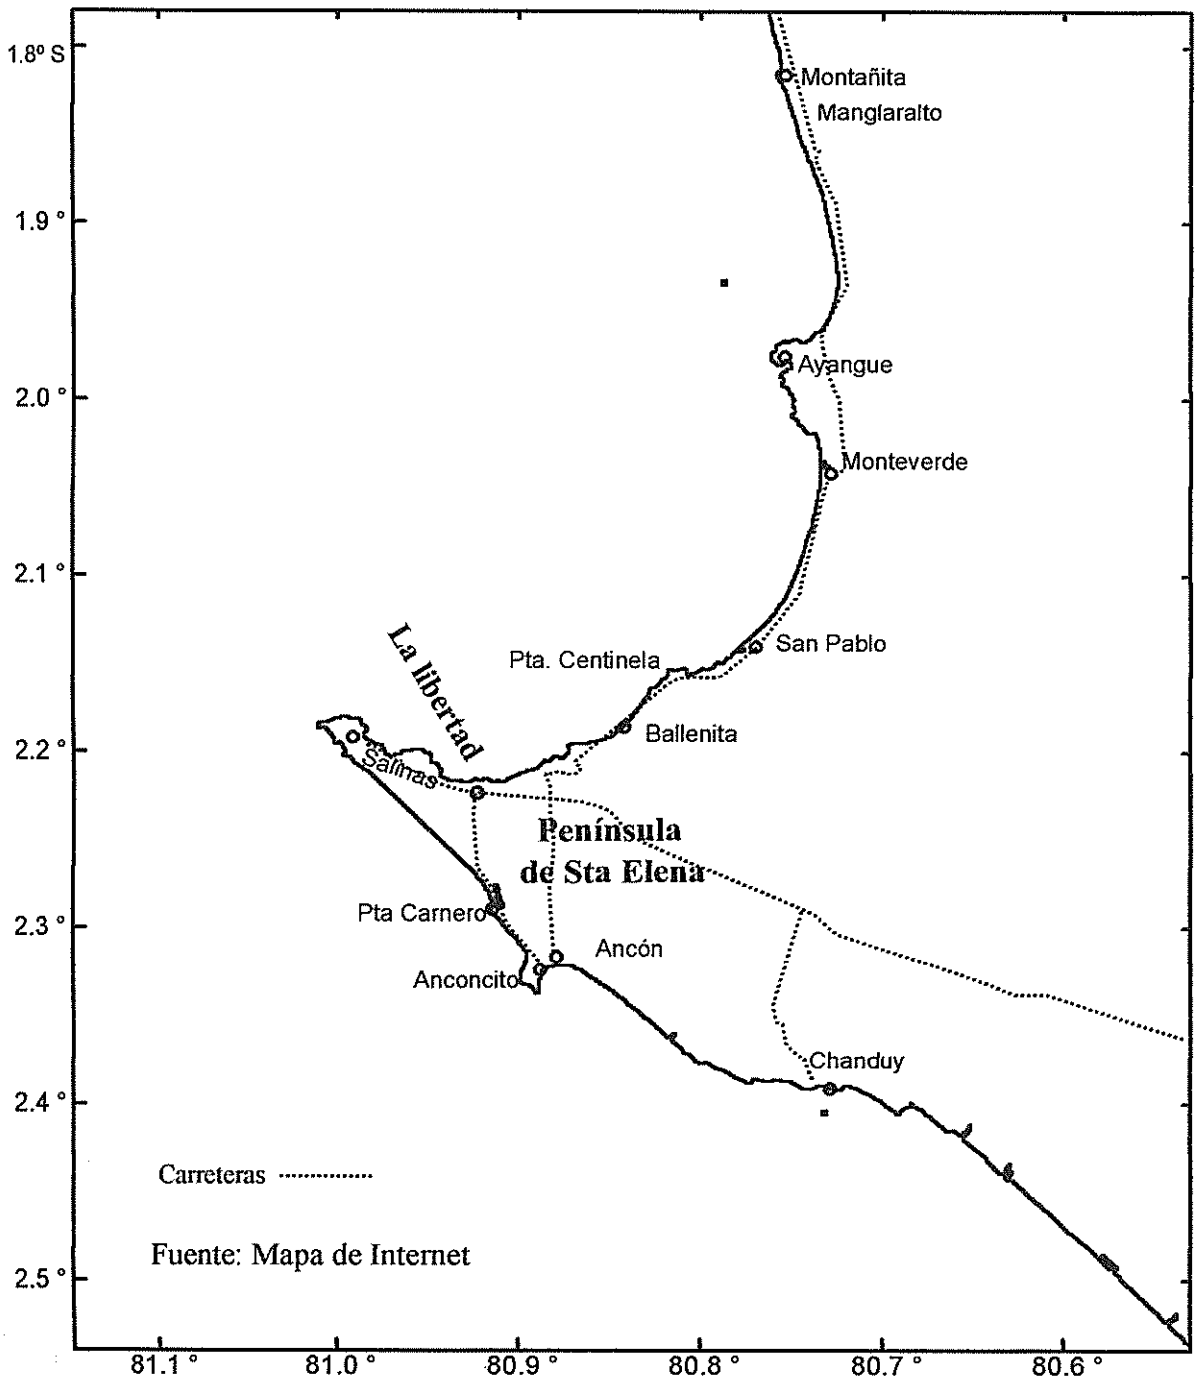 1.8º S
Montañita
Manglaralto
1.9 °
Ayangue
2.0 °
Monteverde
2.1 °
La libertad
San Pablo
Pta. Centinela
Ballenita
2.2 °
Salinas
Península
de Sta Elena
Pta Carnero
2.3 °
Ancón
Anconcito
Chanduy
2.4 °
Carreteras
Fuente: Mapa de Internet
2.5 °
81.1 ° 81.0 ° 80.9 ° 80.8 ° 80.7 ° 80.6 °